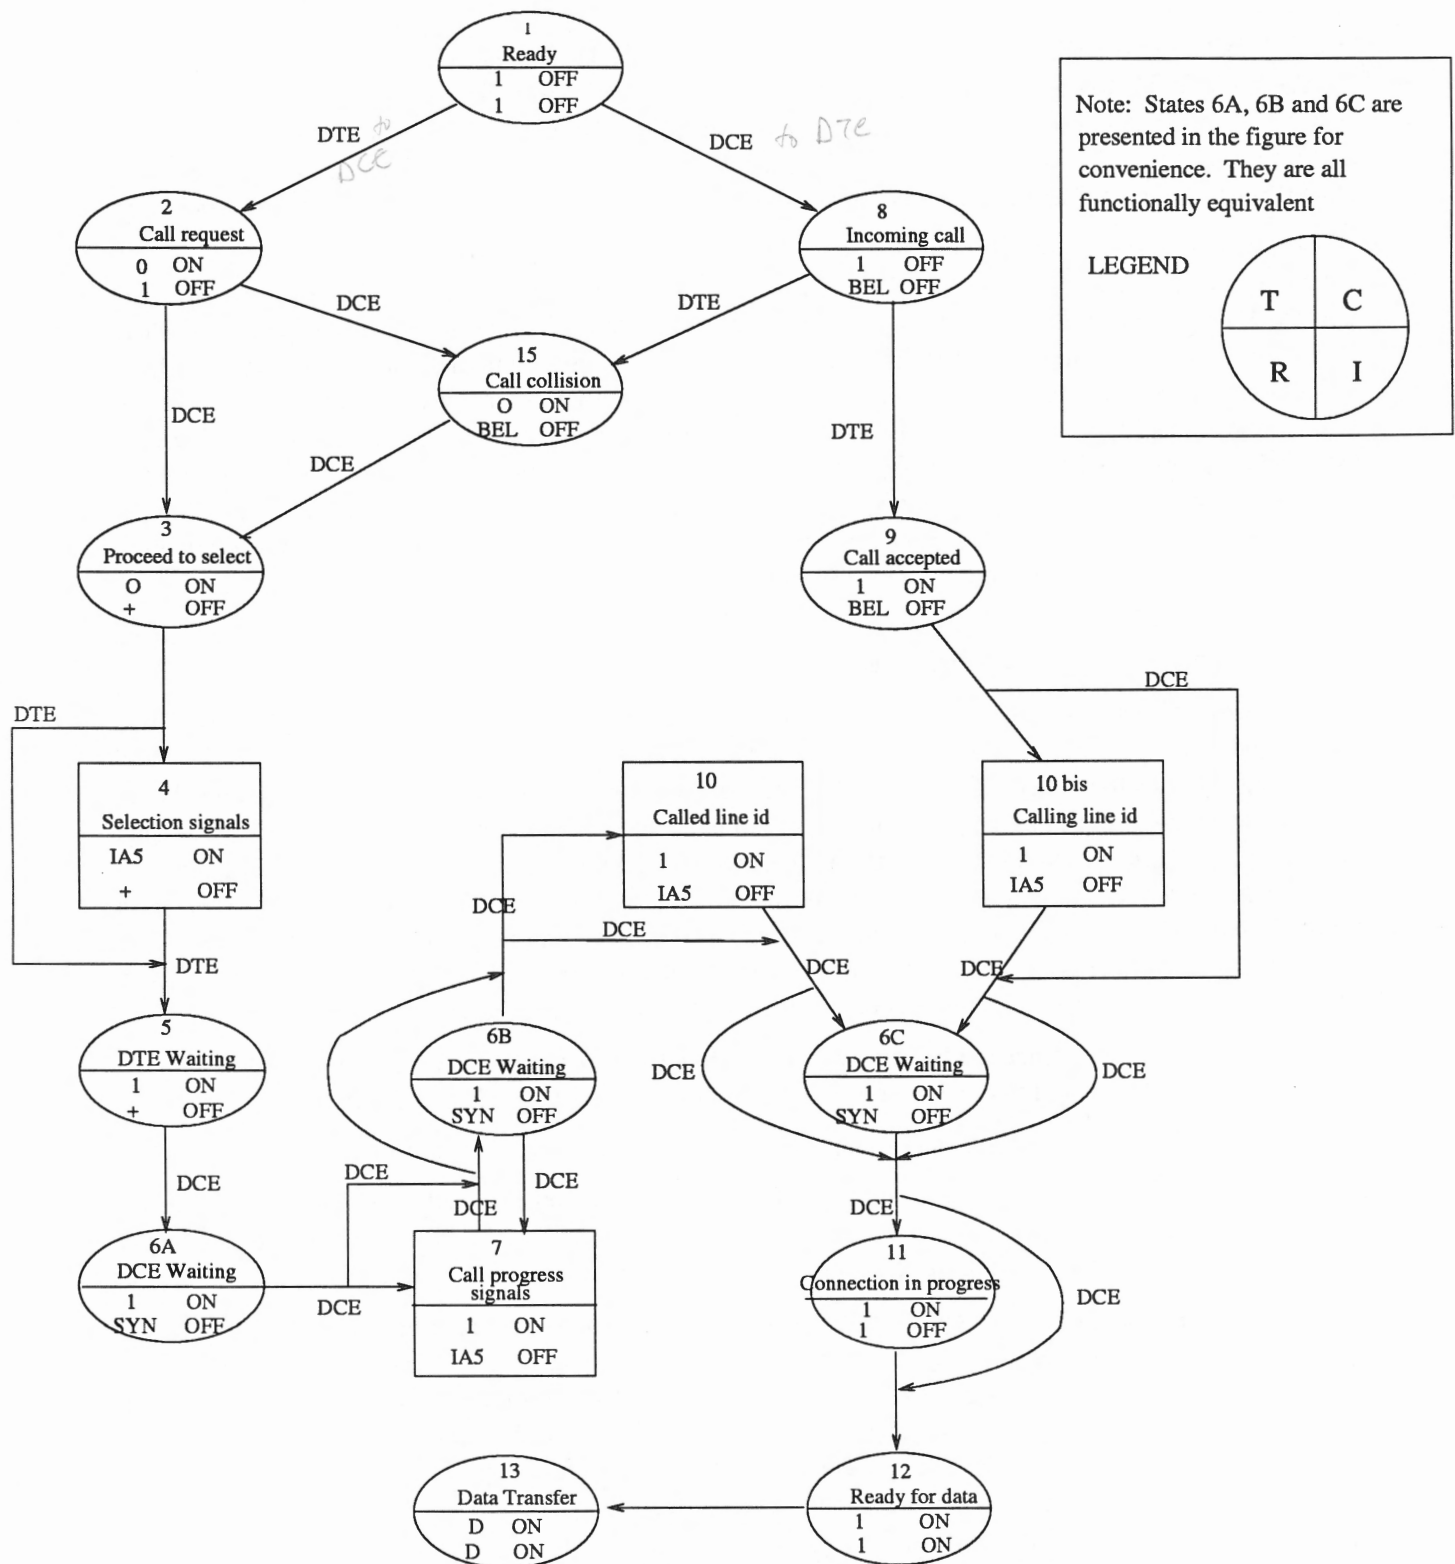 1
Ready
1 OFF
1 OFF
DTE to
DCE
DCE to DTE
Note: States 6A, 6B and 6C are
presented in the figure for
convenience. They are all
functionally equivalent
LEGEND
T C
R I
2
Call request
0 ON
1 OFF
8
Incoming call
1 OFF
BEL OFF
DCE
DTE
15
Call collision
O ON
BEL OFF
DCE
DCE
DTE
3
Proceed to select
O ON
+ OFF
9
Call accepted
1 ON
BEL OFF
DTE
DCE
4
Selection signals
IA5 ON
+ OFF
10
Called line id
1 ON
IA5 OFF
10 bis
Calling line id
1 ON
IA5 OFF
DCE
DCE
DTE
DCE
DCE
5
DTE Waiting
1 ON
+ OFF
6B
DCE Waiting
1 ON
SYN OFF
6C
DCE Waiting
1 ON
SYN OFF
DCE
DCE
DCE
DCE
DCE
DCE
DCE
6A
DCE Waiting
1 ON
SYN OFF
DCE
7
Call progress
signals
1 ON
IA5 OFF
11
Connection in progress
1 ON
1 OFF
DCE
13
Data Transfer
D ON
D ON
12
Ready for data
1 ON
1 ON